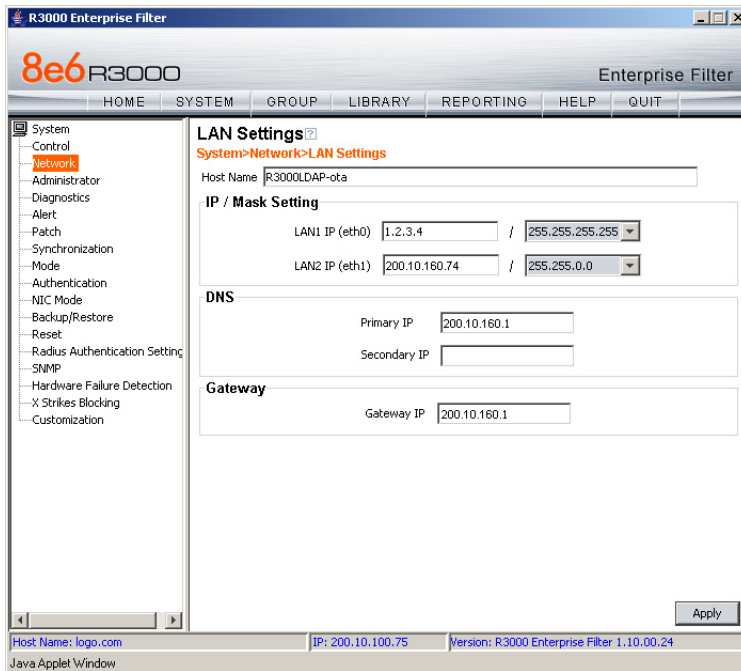 R3000 Enterprise Filter
8e6 R3000
Enterprise Filter
HOME SYSTEM GROUP LIBRARY REPORTING HELP QUIT
System
Control
Network
Administrator
Diagnostics
Alert
Patch
Synchronization
Mode
Authentication
NIC Mode
Backup/Restore
Reset
Radius Authentication Setting
SNMP
Hardware Failure Detection
X Strikes Blocking
Customization
LAN Settings ?
System>Network>LAN Settings
Host Name R3000LDAP-ota
IP / Mask Setting
LAN1 IP (eth0) 1.2.3.4 / 255.255.255.255
LAN2 IP (eth1) 200.10.160.74 / 255.255.0.0
DNS
Primary IP 200.10.160.1
Secondary IP
Gateway
Gateway IP 200.10.160.1
Apply
Host Name: logo.com IP: 200.10.100.75 Version: R3000 Enterprise Filter 1.10.00.24
Java Applet Window